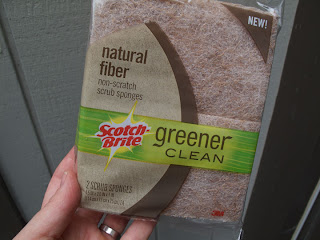 NEW!
natural
fiber
non-scratch
scrub sponges
Scotch-
Brite
greener
CLEAN
2 SCRUB SPONGES
3M